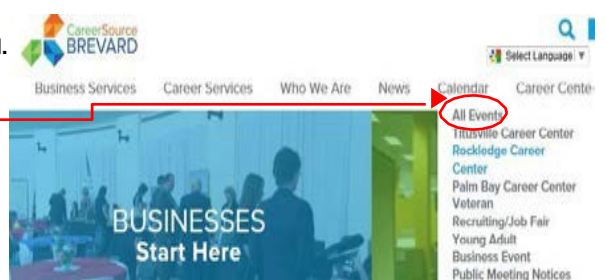 CareerSource
BREVARD
Select Language ▼
Business Services Career Services Who We Are News Calendar Career Cente
All Events
Titusville Career Center
Rockledge Career
Center
Palm Bay Career Center
Veteran
Recruiting/Job Fair
Young Adult
Business Event
Public Meeting Notices
BUSINESSES
Start Here